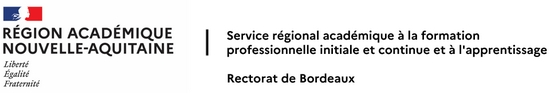 RÉGION ACADÉMIQUE
NOUVELLE-AQUITAINE
Liberté
Égalité
Fraternité
Service régional académique à la formation
professionnelle initiale et continue et à l'apprentissage
Rectorat de Bordeaux